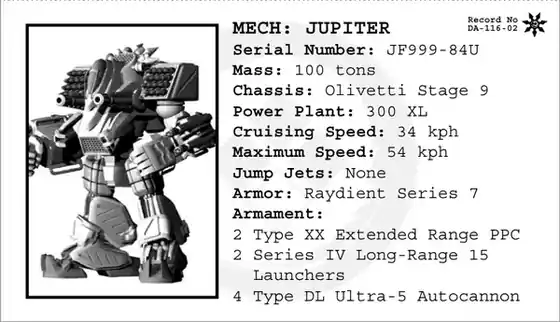 MECH: JUPITER
Record No
DA-116-02
Serial Number: JF999-84U
Mass: 100 tons
Chassis: Olivetti Stage 9
Power Plant: 300 XL
Cruising Speed: 34 kph
Maximum Speed: 54 kph
Jump Jets: None
Armor: Raydient Series 7
Armament:
2 Type XX Extended Range PPC
2 Series IV Long-Range 15
Launchers
4 Type DL Ultra-5 Autocannon